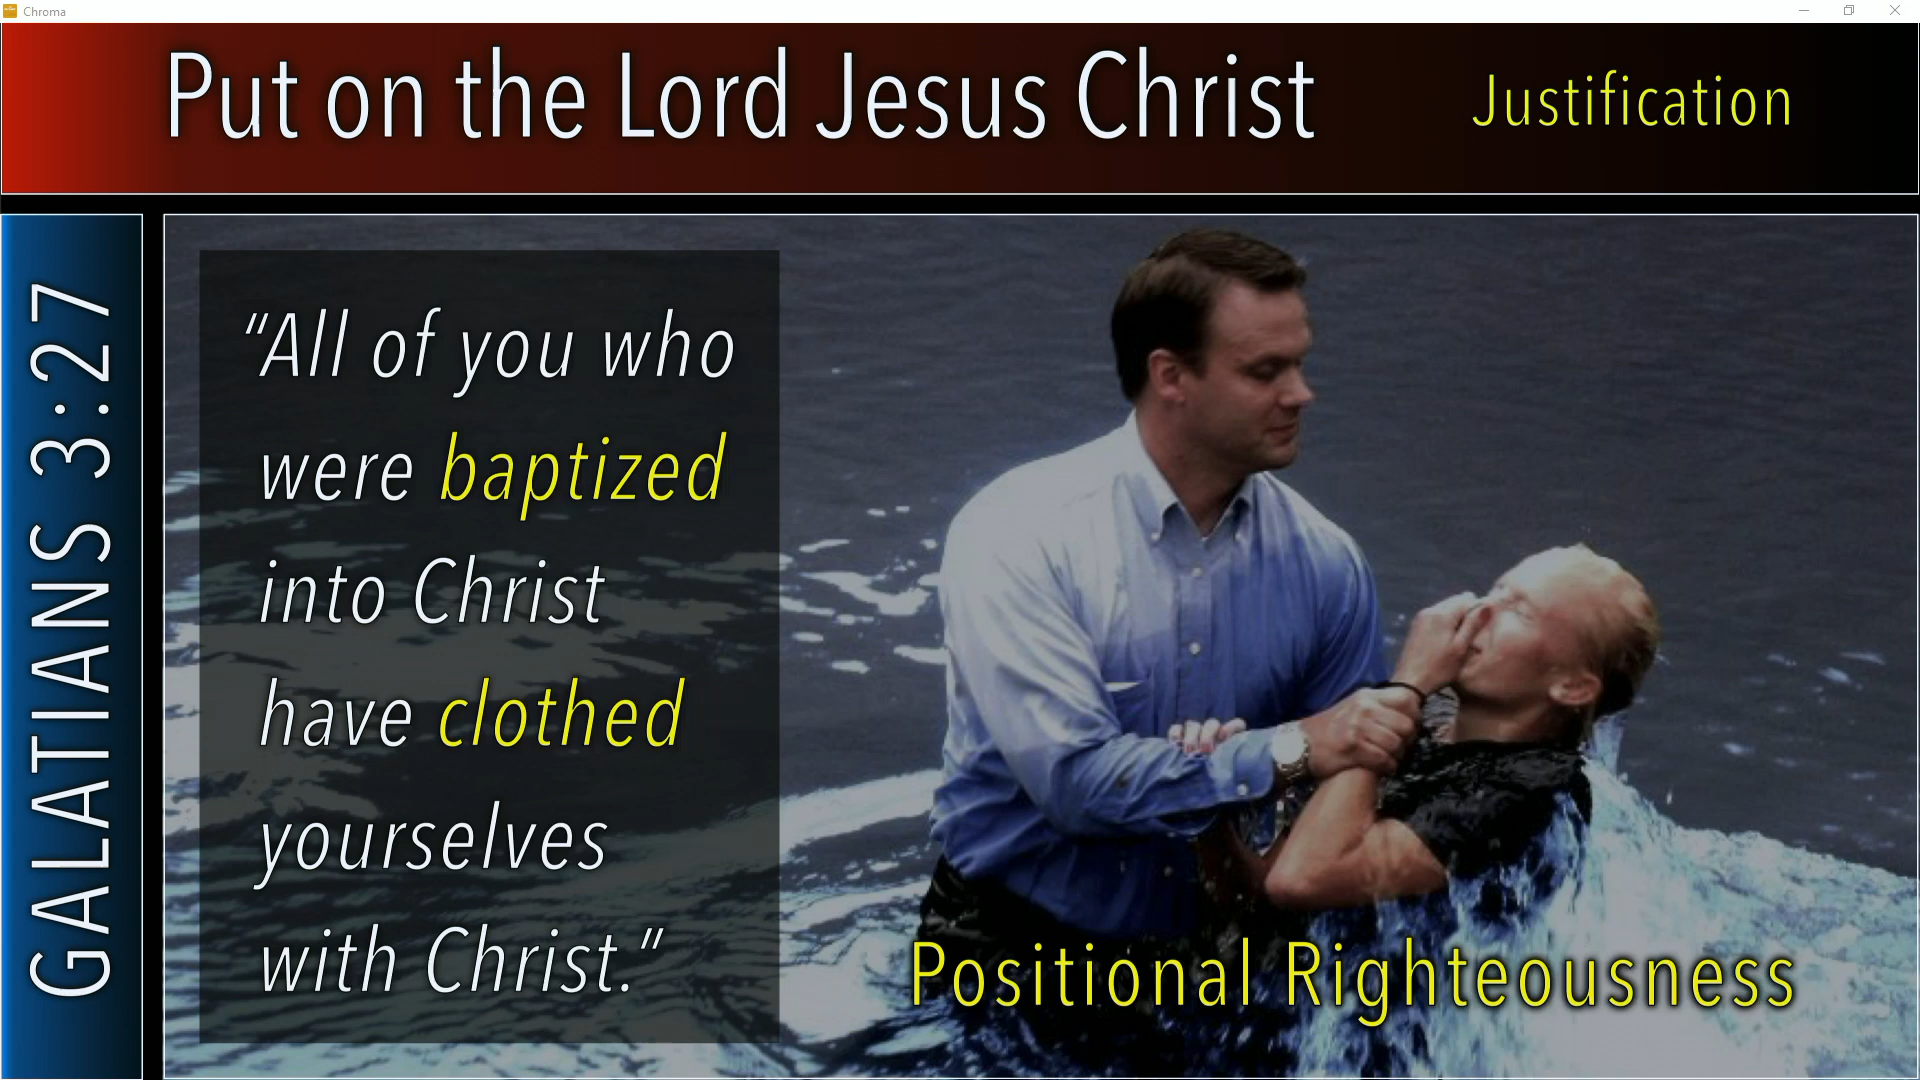 Chroma
Put on the Lord Jesus Christ
Justification
GALATIANS 3:27
“All of you who
were baptized
into Christ
have clothed
yourselves
with Christ.”
Positional Righteousness